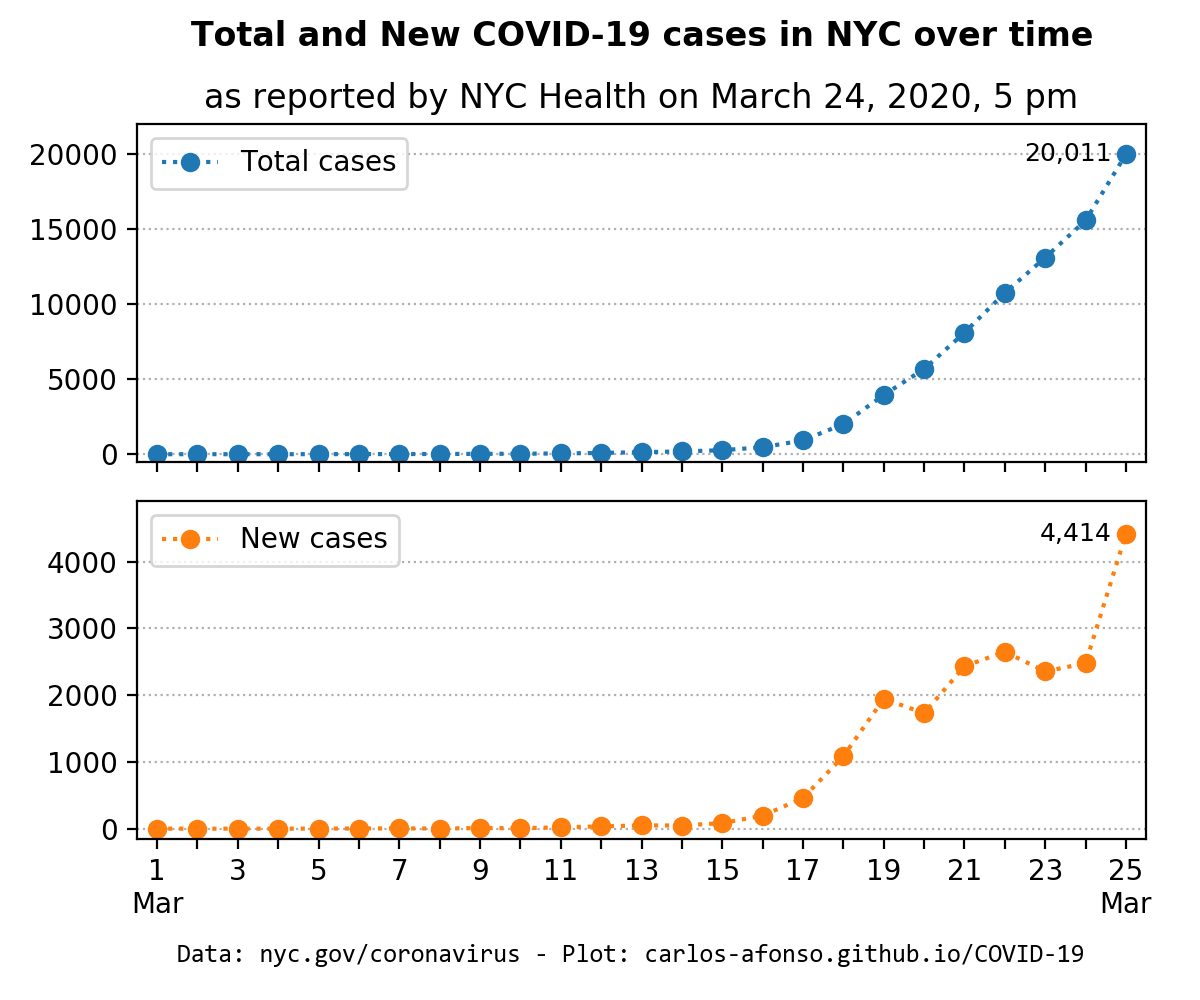 Total and New COVID-19 cases in NYC over time
as reported by NYC Health on March 24, 2020, 5 pm
Total cases
20,011
20000
15000
10000
5000
0
New cases
4,414
4000
3000
2000
1000
0
1 3 5 7 9 11 13 15 17 19 21 23 25
Mar Mar
Data: nyc.gov/coronavirus - Plot: carlos-afonso.github.io/COVID-19